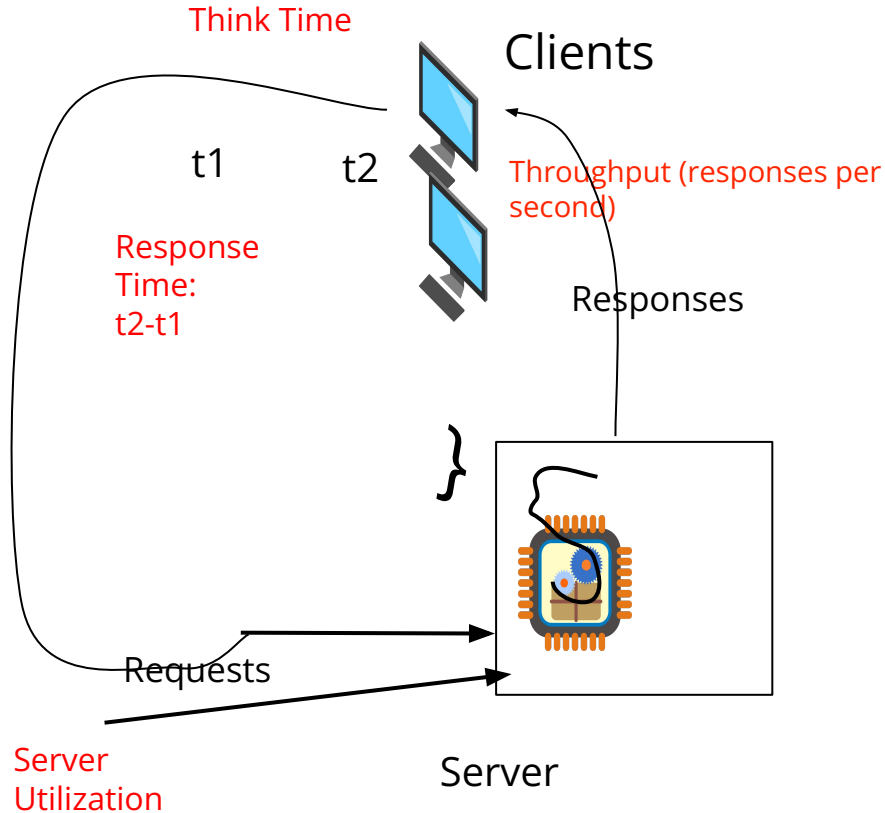 Think Time
Clients
t1
t2
Throughput (responses per
second)
Response
Time:
t2-t1
Responses
}
Requests
Server
Utilization
Server